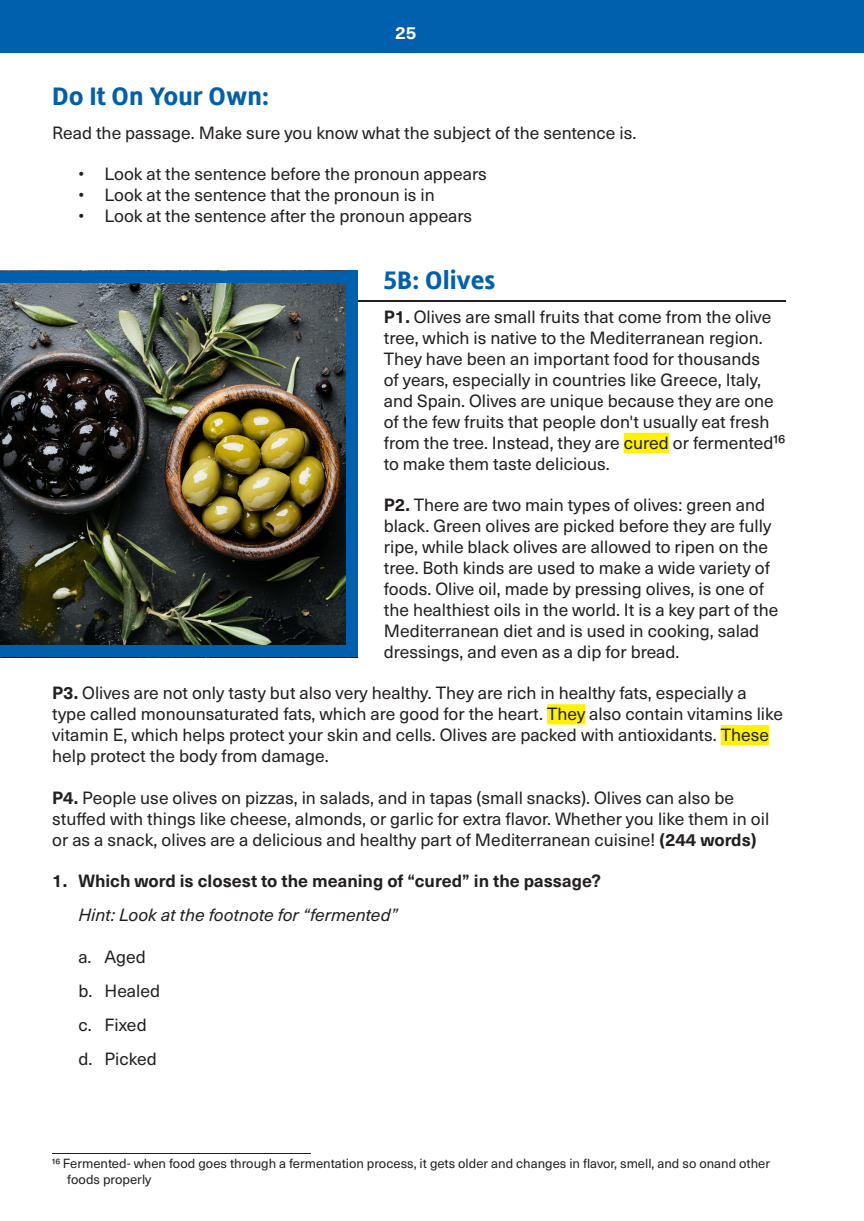 25
Do It On Your Own:
Read the passage. Make sure you know what the subject of the sentence is.
• Look at the sentence before the pronoun appears
• Look at the sentence that the pronoun is in
• Look at the sentence after the pronoun appears
5B: Olives
P1. Olives are small fruits that come from the olive
tree, which is native to the Mediterranean region.
They have been an important food for thousands
of years, especially in countries like Greece, Italy,
and Spain. Olives are unique because they are one
of the few fruits that people don't usually eat fresh
from the tree. Instead, they are cured or fermented¹⁶
to make them taste delicious.
P2. There are two main types of olives: green and
black. Green olives are picked before they are fully
ripe, while black olives are allowed to ripen on the
tree. Both kinds are used to make a wide variety of
foods. Olive oil, made by pressing olives, is one of
the healthiest oils in the world. It is a key part of the
Mediterranean diet and is used in cooking, salad
dressings, and even as a dip for bread.
P3. Olives are not only tasty but also very healthy. They are rich in healthy fats, especially a
type called monounsaturated fats, which are good for the heart. They also contain vitamins like
vitamin E, which helps protect your skin and cells. Olives are packed with antioxidants. These
help protect the body from damage.
P4. People use olives on pizzas, in salads, and in tapas (small snacks). Olives can also be
stuffed with things like cheese, almonds, or garlic for extra flavor. Whether you like them in oil
or as a snack, olives are a delicious and healthy part of Mediterranean cuisine! (244 words)
1. Which word is closest to the meaning of “cured” in the passage?
Hint: Look at the footnote for “fermented”
a. Aged
b. Healed
c. Fixed
d. Picked
¹⁶ Fermented- when food goes through a fermentation process, it gets older and changes in flavor, smell, and so onand other
foods properly